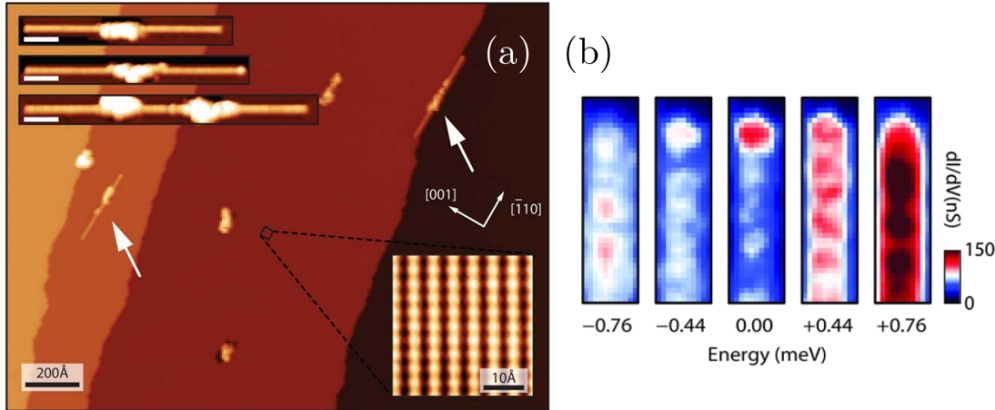 (a)
[001]
[1̄10]
200Å
10Å
(b)
dI/dV(nS)
150
0
−0.76 −0.44 0.00 +0.44 +0.76
Energy (meV)